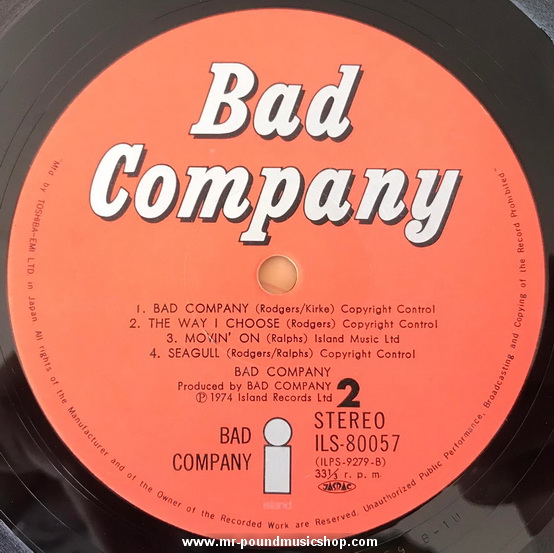 Bad
Company
1. BAD COMPANY (Rodgers/Kirke) Copyright Control
2. THE WAY I CHOOSE (Rodgers) Copyright Control
3. MOVIN' ON (Ralphs) Island Music Ltd
4. SEAGULL (Rodgers/Ralphs) Copyright Control
BAD COMPANY
Produced by BAD COMPANY
℗ 1974 Island Records Ltd
2
BAD
COMPANY
i
island
STEREO
ILS-80057
(ILPS-9279-B)
33⅓ r. p. m.
JASRAC
Mfd by TOSHIBA-EMI LTD. in Japan. All rights of the Manufacturer and of the Owner of the Recorded Work are Reserved. Unauthorized Public Performance, Broadcasting and Copying of the Record Prohibited
www.mr-poundmusicshop.com